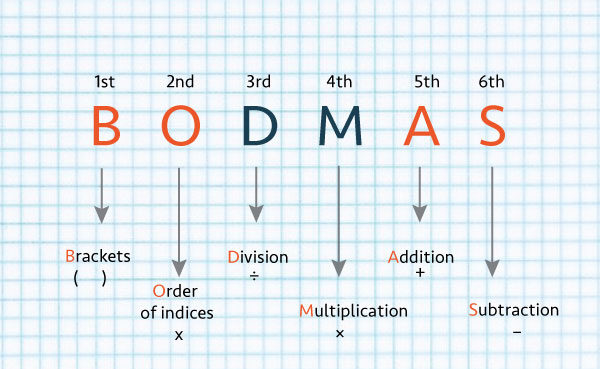 1st 2nd 3rd 4th 5th 6th
B O D M A S
Brackets
( )
Order
of indices
x
Division
÷
Multiplication
×
Addition
+
Subtraction
–